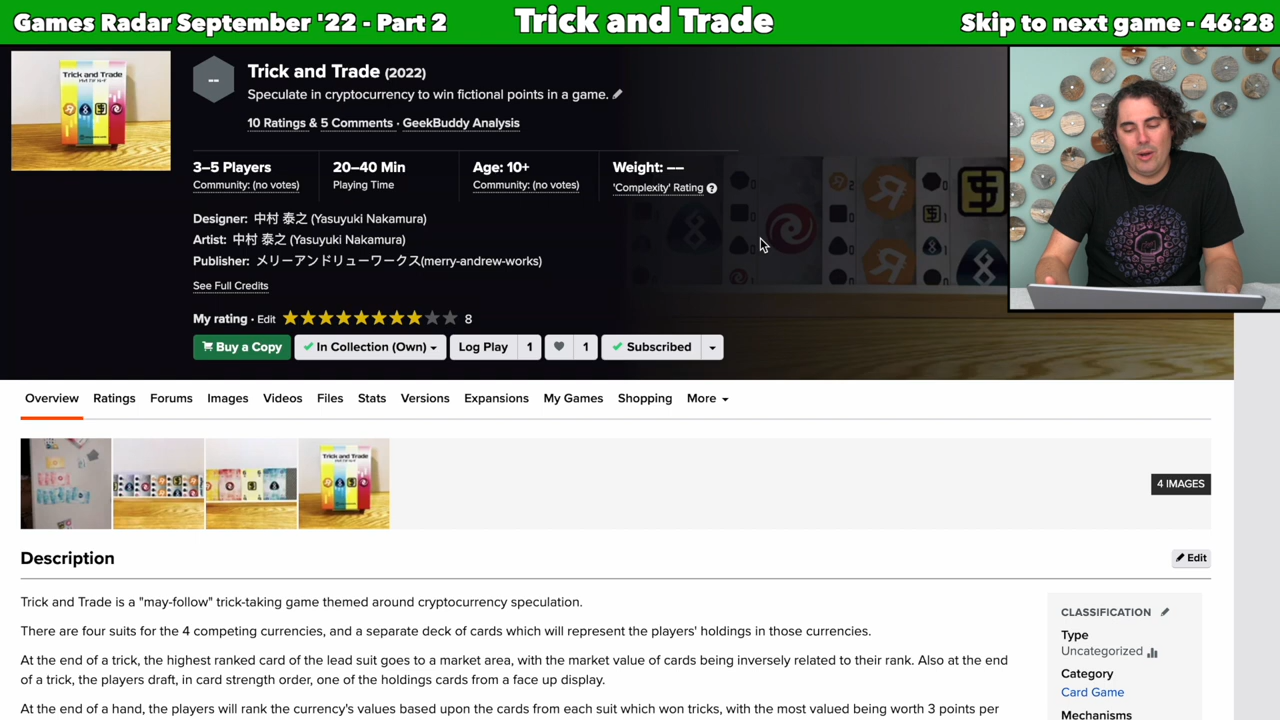 Games Radar September '22 - Part 2
Trick and Trade
Skip to next game - 46:28
Trick and Trade
--
Trick and Trade (2022)
Speculate in cryptocurrency to win fictional points in a game.
10 Ratings & 5 Comments · GeekBuddy Analysis
3–5 Players
Community: (no votes)
20–40 Min
Playing Time
Age: 10+
Community: (no votes)
Weight: --
'Complexity' Rating ?
Designer: 中村 泰之 (Yasuyuki Nakamura)
Artist: 中村 泰之 (Yasuyuki Nakamura)
Publisher: メリーアンドリューワークス(merry-andrew-works)
See Full Credits
My rating · Edit 8
Buy a Copy In Collection (Own) Log Play 1 1 Subscribed
Overview Ratings Forums Images Videos Files Stats Versions Expansions My Games Shopping More
Trick and Trade
4 IMAGES
Description
Edit
Trick and Trade is a "may-follow" trick-taking game themed around cryptocurrency speculation.
There are four suits for the 4 competing currencies, and a separate deck of cards which will represent the players' holdings in those currencies.
At the end of a trick, the highest ranked card of the lead suit goes to a market area, with the market value of cards being inversely related to their rank. Also at the end
of a trick, the players draft, in card strength order, one of the holdings cards from a face up display.
At the end of a hand, the players will rank the currency's values based upon the cards from each suit which won tricks, with the most valued being worth 3 points per
CLASSIFICATION
Type
Uncategorized
Category
Card Game
Mechanisms